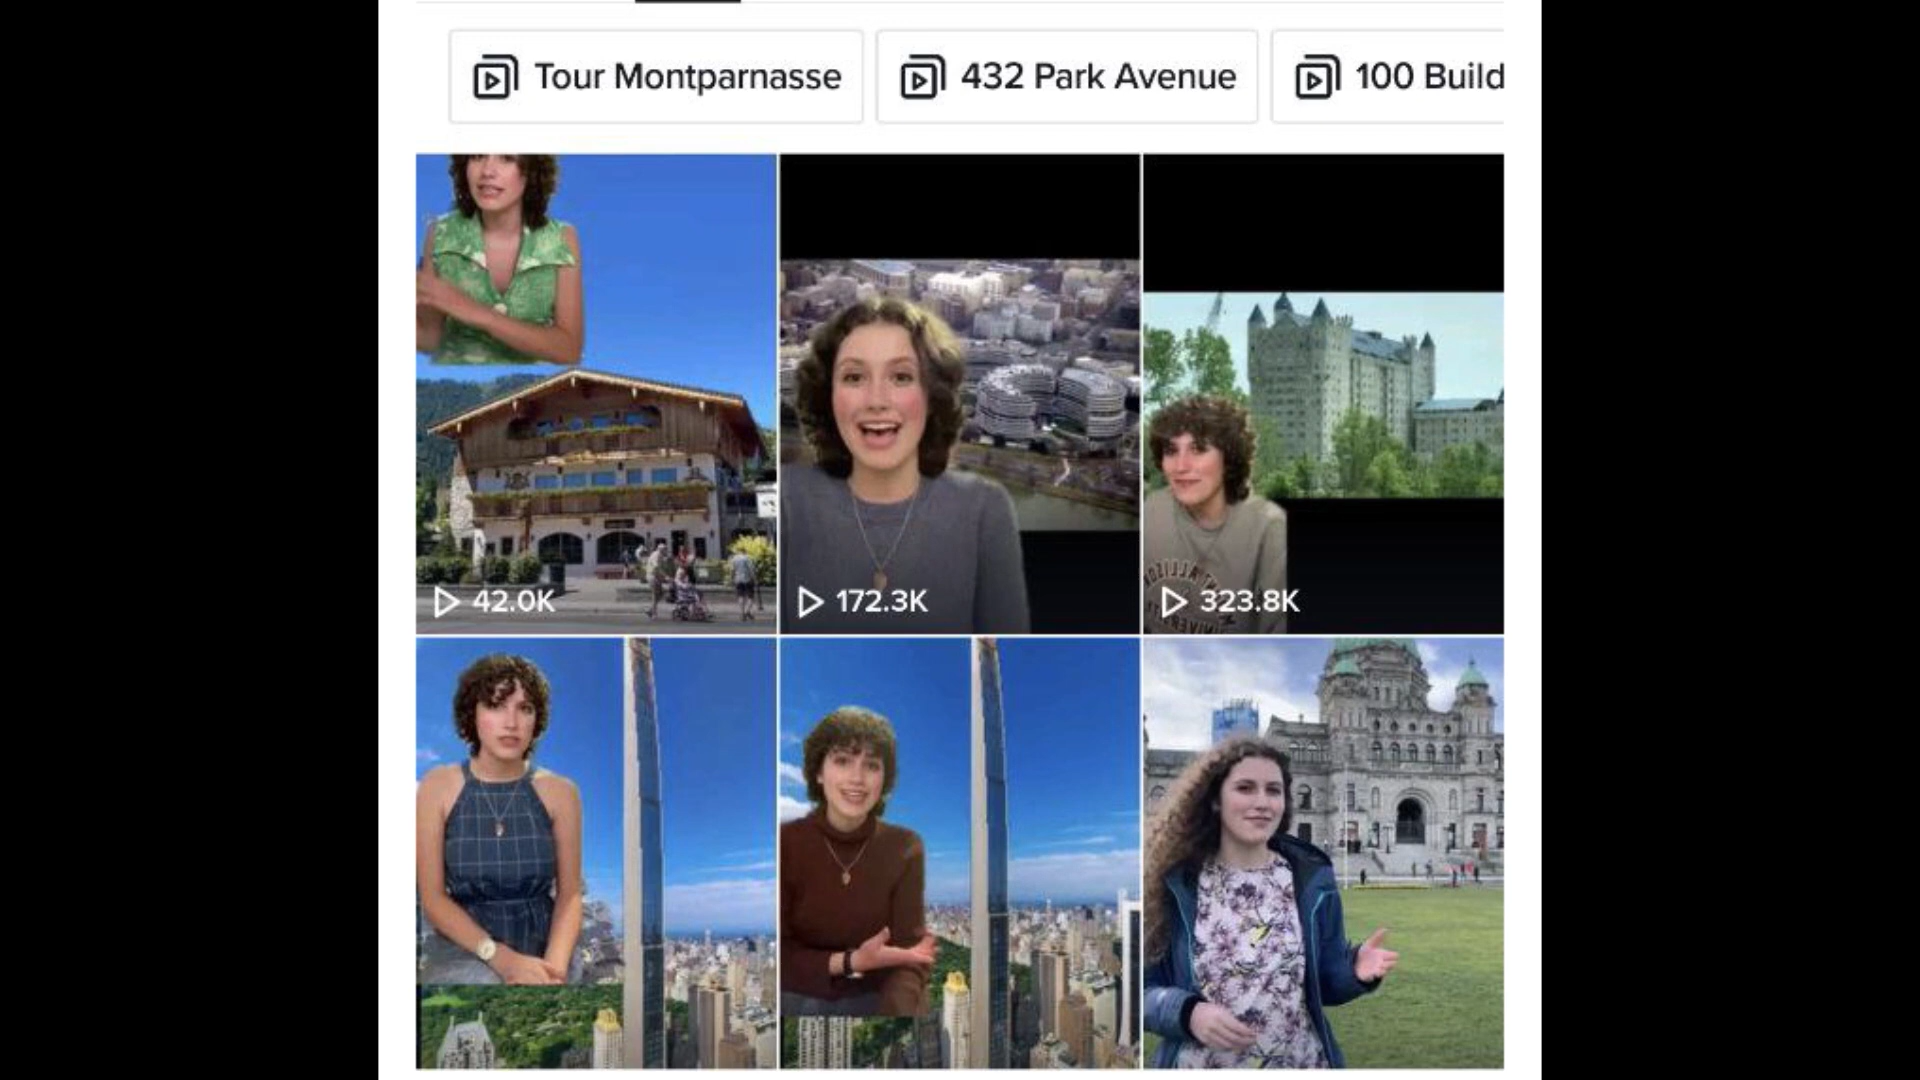 Tour Montparnasse
432 Park Avenue
100 Build
42.0K
172.3K
323.8K